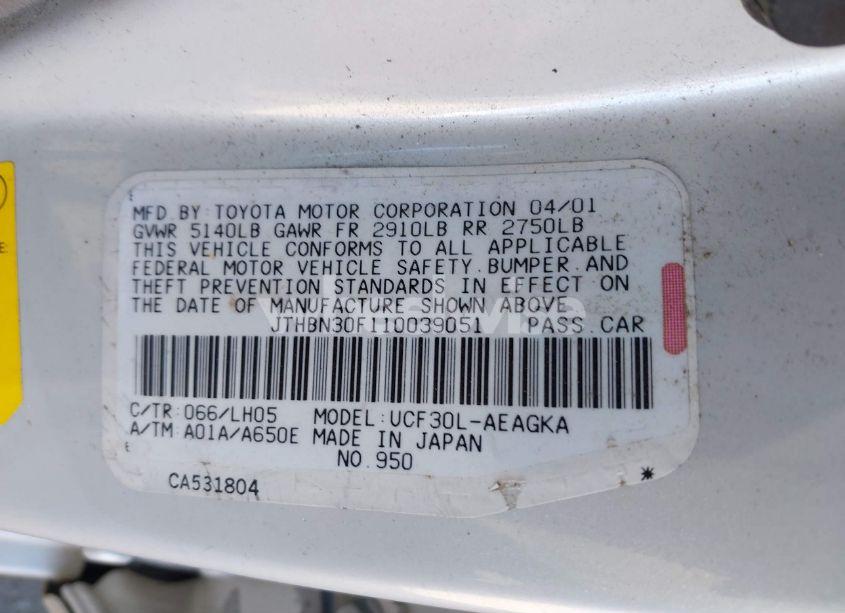 MFD BY:TOYOTA MOTOR CORPORATION 04/01
GVWR 5140LB GAWR FR 2910LB RR 2750LB
THIS VEHICLE CONFORMS TO ALL APPLICABLE
FEDERAL MOTOR VEHICLE SAFETY.BUMPER.AND
THEFT PREVENTION STANDARDS IN EFFECT ON
THE DATE OF MANUFACTURE SHOWN ABOVE
JTHBN30F110039051 PASS.CAR
C/TR:066/LH05 MODEL:UCF30L-AEAGKA
A/TM:A01A/A650E MADE IN JAPAN
NO.950
CA531804 *